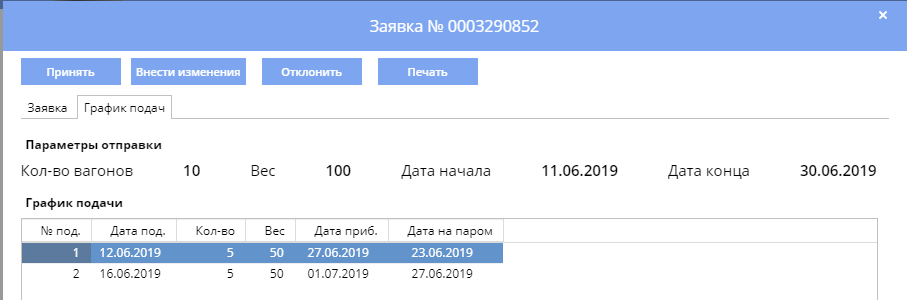 Заявка № 0003290852 ×
Принять Внести изменения Отклонить Печать
Заявка График подач
Параметры отправки
Кол-во вагонов 10 Вес 100 Дата начала 11.06.2019 Дата конца 30.06.2019
График подачи
№ под. Дата под. Кол-во Вес Дата приб. Дата на паром
1 12.06.2019 5 50 27.06.2019 23.06.2019
2 16.06.2019 5 50 01.07.2019 27.06.2019